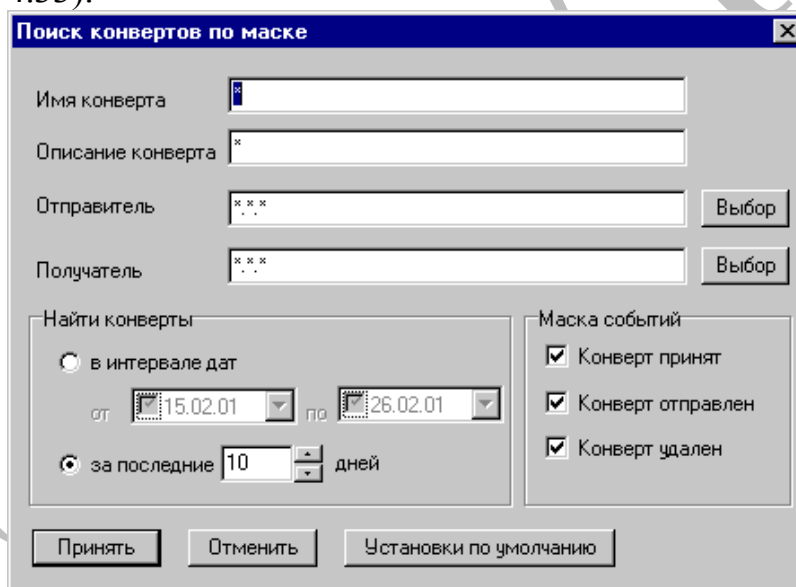 4.33).
Поиск конвертов по маске
Имя конверта *
Описание конверта *
Отправитель *.*.* Выбор
Получатель *.*.* Выбор
Найти конверты
в интервале дат
от 15.02.01 по 26.02.01
за последние 10 дней
Маска событий
Конверт принят
Конверт отправлен
Конверт удален
Принять Отменить Установки по умолчанию